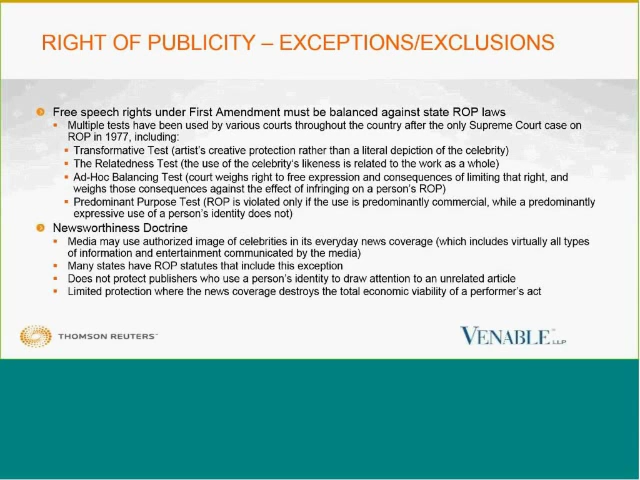 RIGHT OF PUBLICITY – EXCEPTIONS/EXCLUSIONS
Free speech rights under First Amendment must be balanced against state ROP laws
Multiple tests have been used by various courts throughout the country after the only Supreme Court case on
ROP in 1977, including:
Transformative Test (artist's creative protection rather than a literal depiction of the celebrity)
The Relatedness Test (the use of the celebrity's likeness is related to the work as a whole)
Ad-Hoc Balancing Test (court weighs right to free expression and consequences of limiting that right, and
weighs those consequences against the effect of infringing on a person's ROP)
Predominant Purpose Test (ROP is violated only if the use is predominantly commercial, while a predominantly
expressive use of a person's identity does not)
Newsworthiness Doctrine
Media may use authorized image of celebrities in its everyday news coverage (which includes virtually all types
of information and entertainment communicated by the media)
Many states have ROP statutes that include this exception
Does not protect publishers who use a person's identity to draw attention to an unrelated article
Limited protection where the news coverage destroys the total economic viability of a performer's act
THOMSON REUTERS
VENABLE LLP